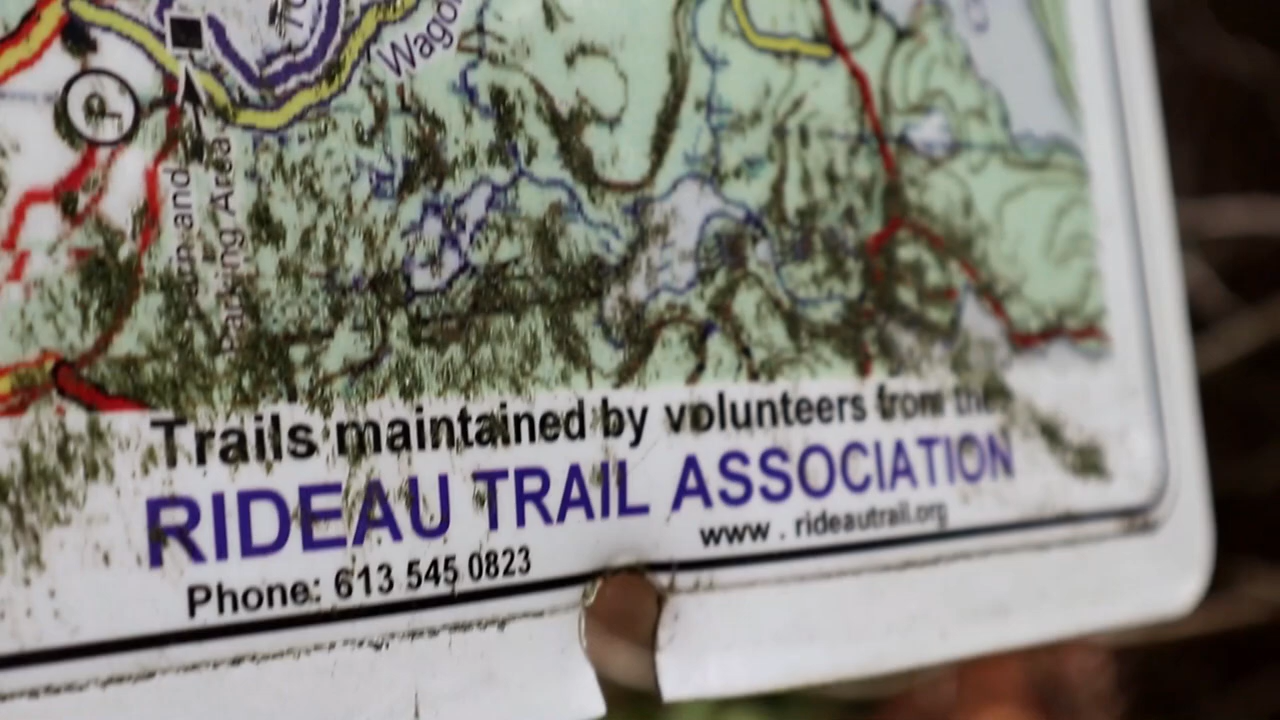 Wagon
P
Parking Area
and
Trails maintained by volunteers from the
RIDEAU TRAIL ASSOCIATION
www . rideautrail.org
Phone: 613 545 0823